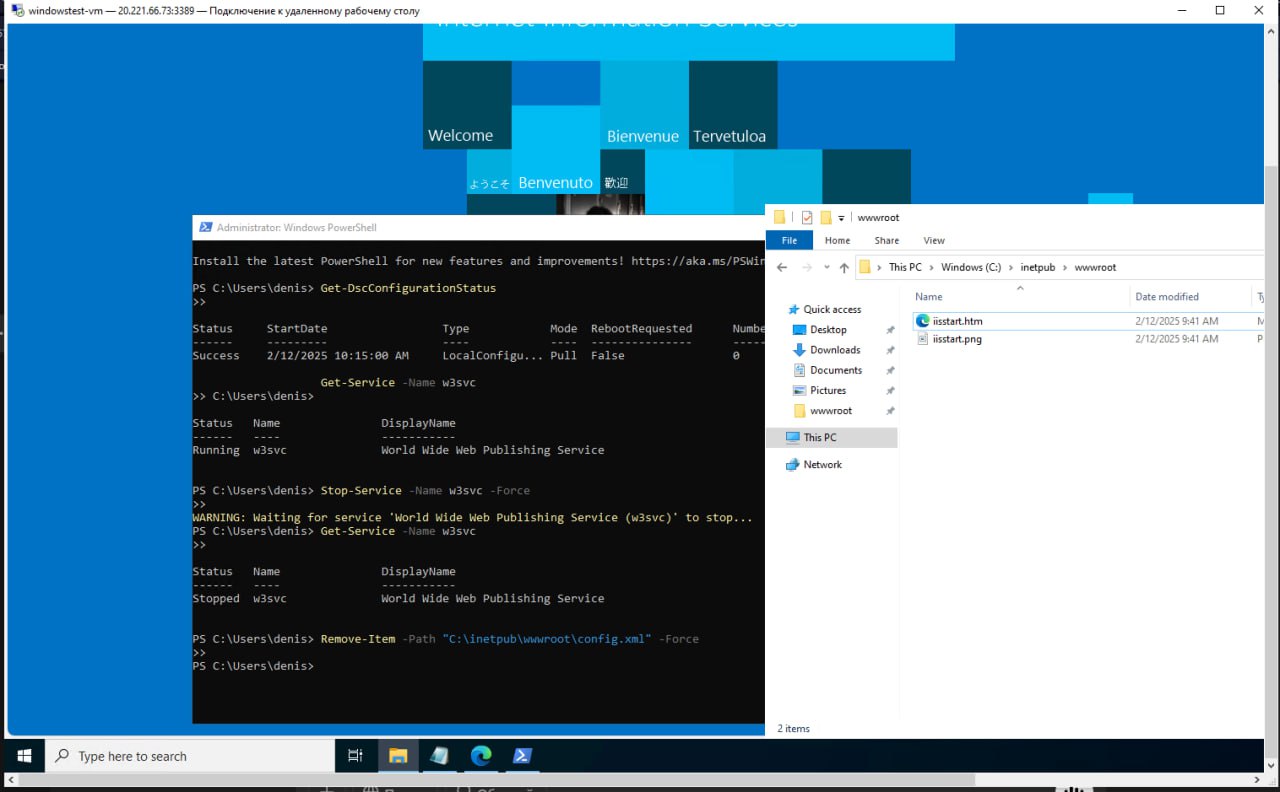 windowstest-vm — 20.221.66.73:3389 — Подключение к удаленному рабочему столу
Internet Information Services
Welcome
Bienvenue
Tervetuloa
ようこそ
Benvenuto
歡迎
Administrator: Windows PowerShell
Install the latest PowerShell for new features and improvements! https://aka.ms/PSWin
PS C:\Users\denis> Get-DscConfigurationStatus
>>
Status StartDate Type Mode RebootRequested Numbe
------ --------- ---- ---- --------------- -----
Success 2/12/2025 10:15:00 AM LocalConfigu... Pull False 0
Get-Service -Name w3svc
>> C:\Users\denis>
Status Name DisplayName
------ ---- -----------
Running w3svc World Wide Web Publishing Service
PS C:\Users\denis> Stop-Service -Name w3svc -Force
>>
WARNING: Waiting for service 'World Wide Web Publishing Service (w3svc)' to stop...
PS C:\Users\denis> Get-Service -Name w3svc
>>
Status Name DisplayName
------ ---- -----------
Stopped w3svc World Wide Web Publishing Service
PS C:\Users\denis> Remove-Item -Path "C:\inetpub\wwwroot\config.xml" -Force
>>
PS C:\Users\denis>
wwwroot
File Home Share View
This PC > Windows (C:) > inetpub > wwwroot
Name Date modified
iisstart.htm 2/12/2025 9:41 AM
iisstart.png 2/12/2025 9:41 AM
Quick access
Desktop
Downloads
Documents
Pictures
wwwroot
This PC
Network
2 items
Type here to search